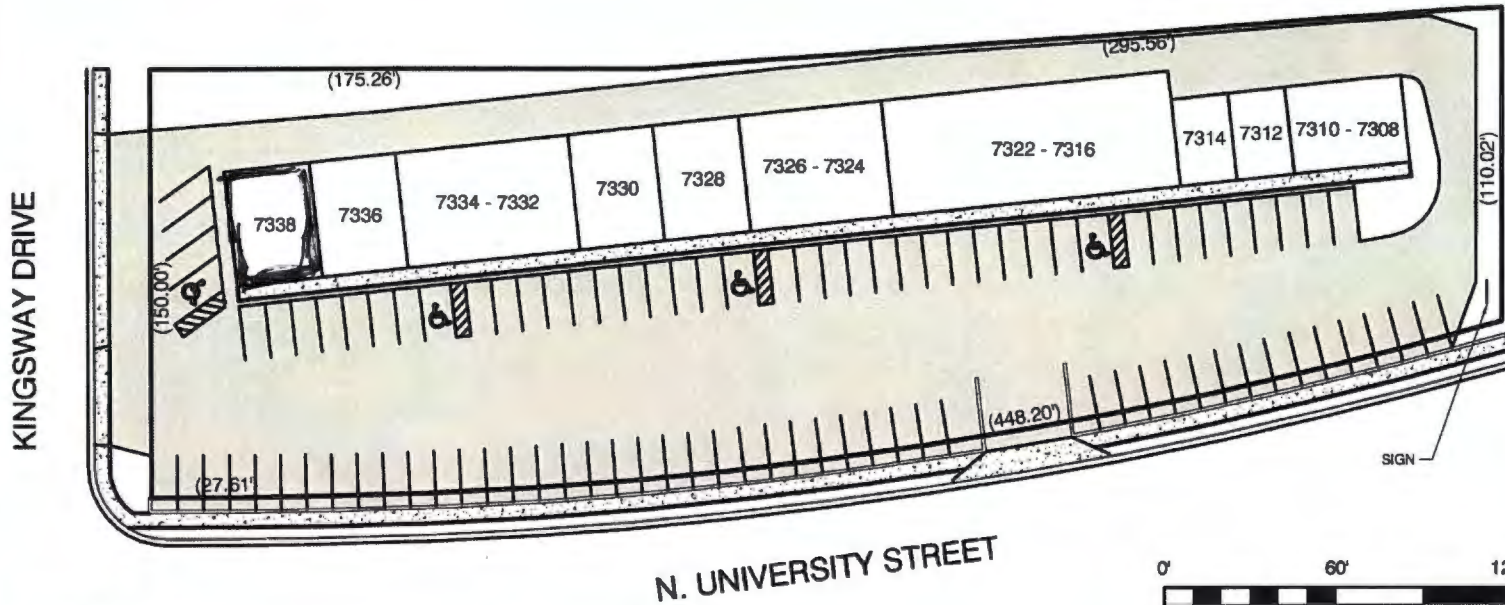 (175.26')
(295.56')
7338
7336
7334 - 7332
7330
7328
7326 - 7324
7322 - 7316
7314
7312
7310 - 7308
(110.02')
KINGSWAY DRIVE
(150.00')
(27.61'
(448.20')
SIGN
N. UNIVERSITY STREET
0' 60' 12